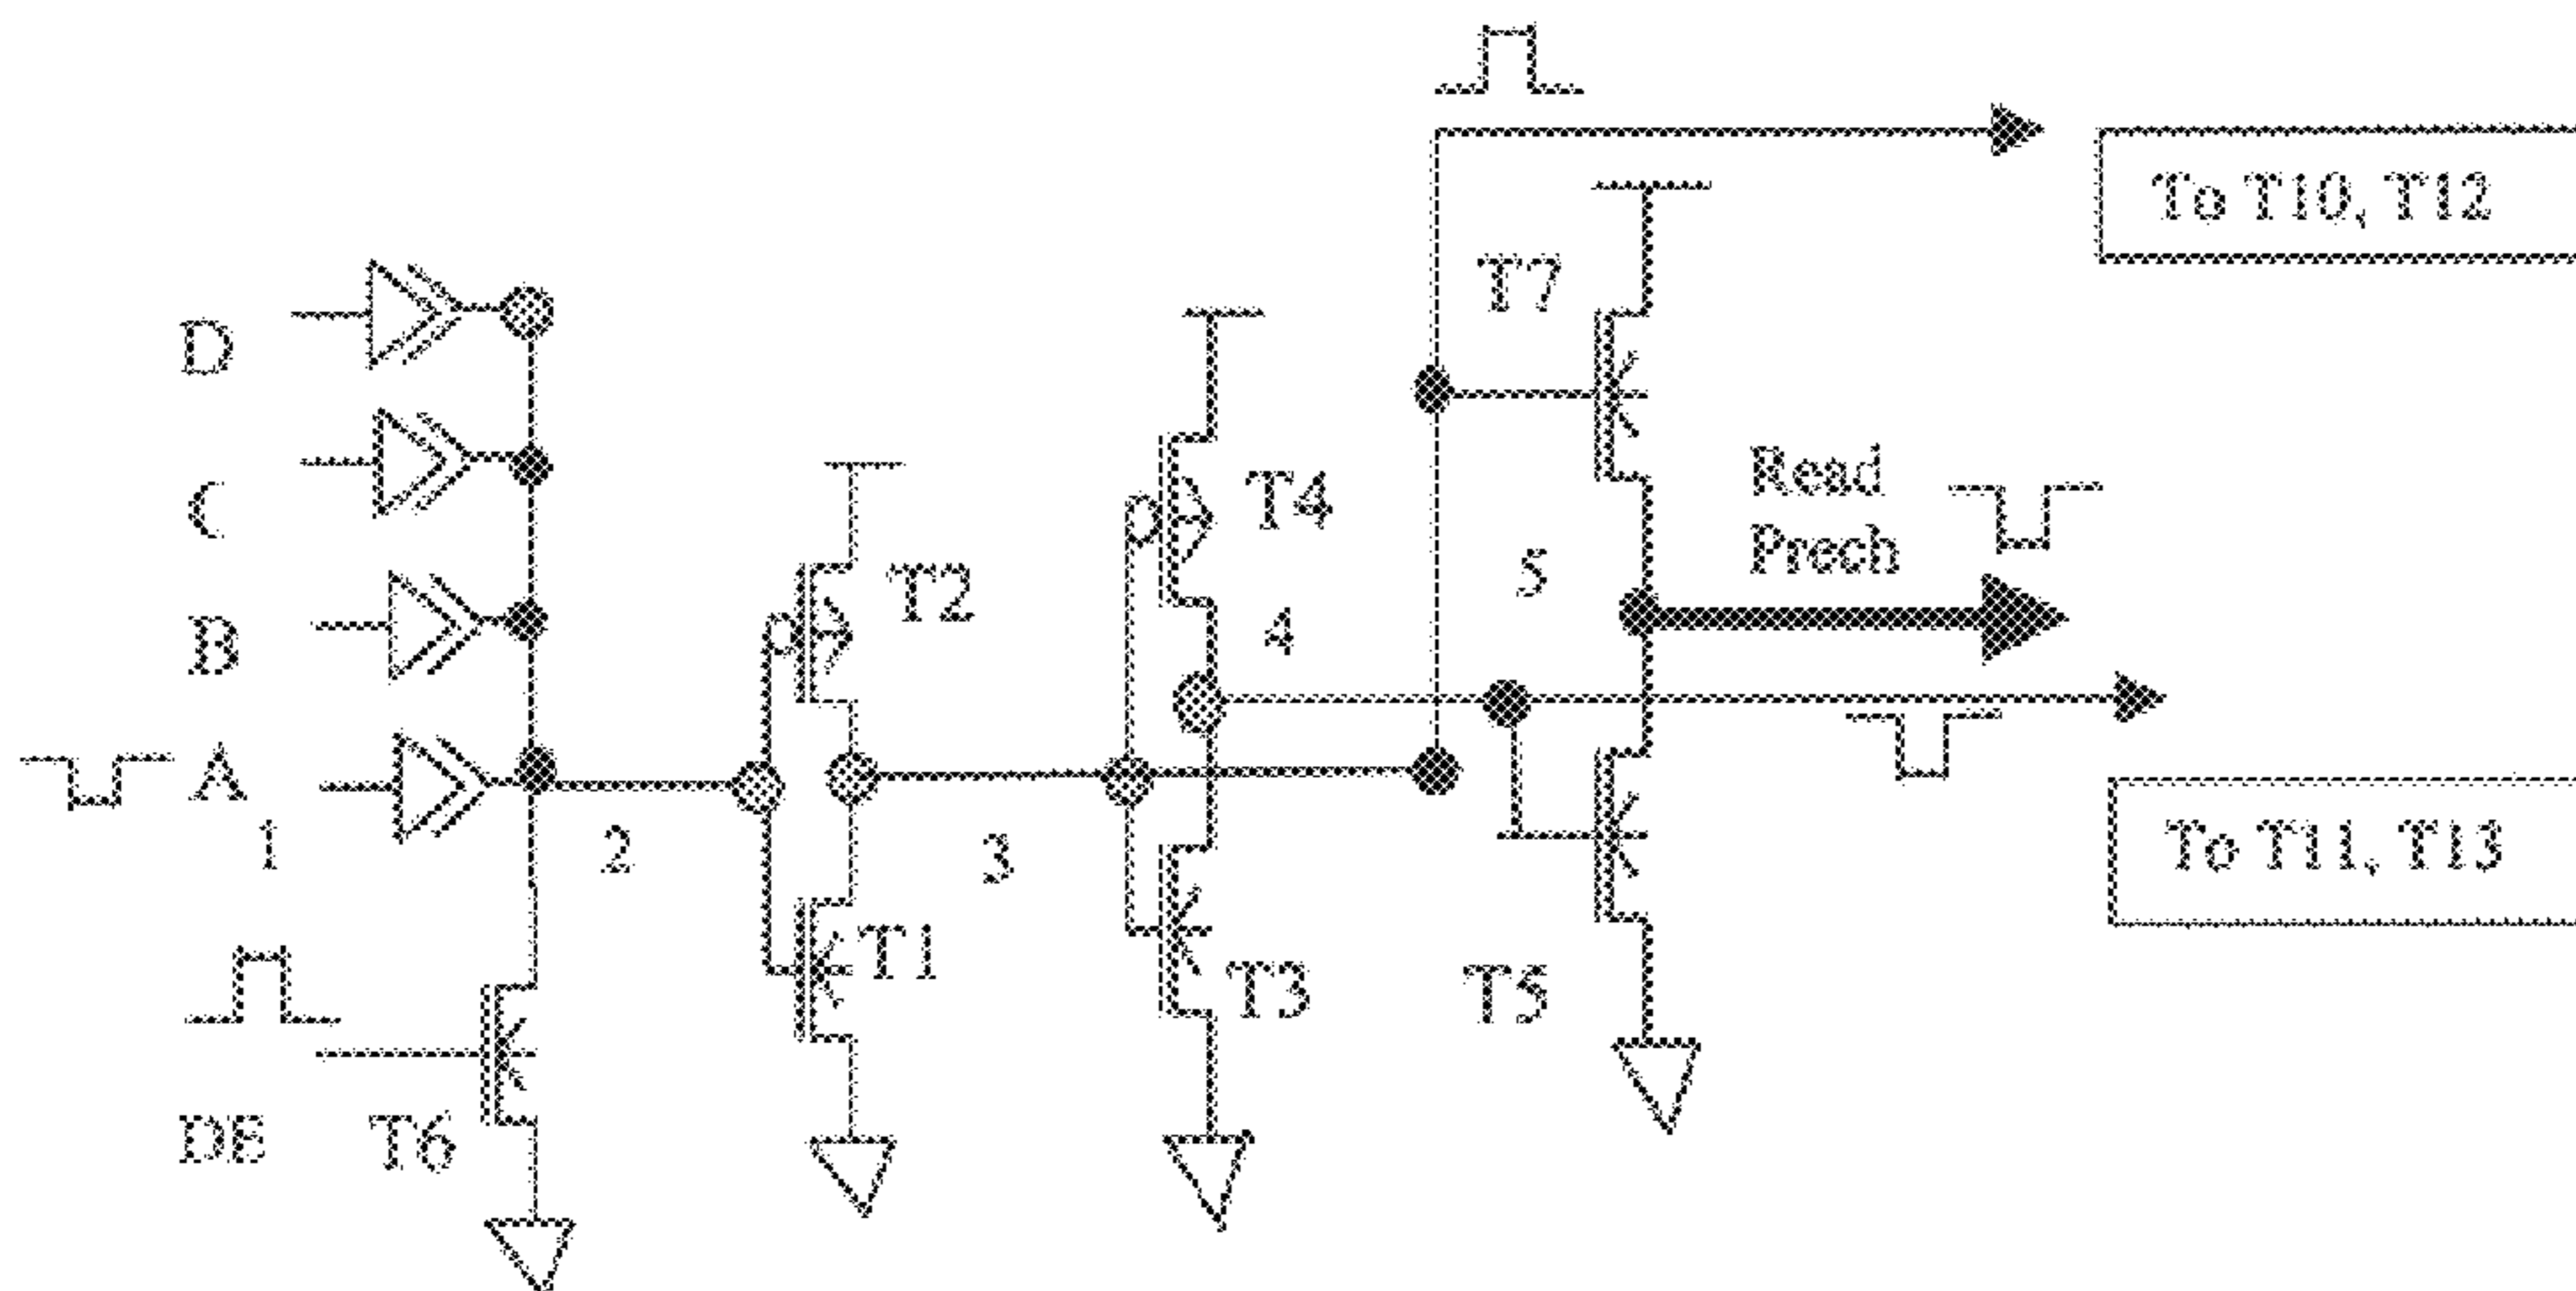 To T10, T12
T7
D
Read
T4
C
Prech
5
T2
4
B
A
1
2
3
To T11, T13
T1
T3
T5
DE
T6